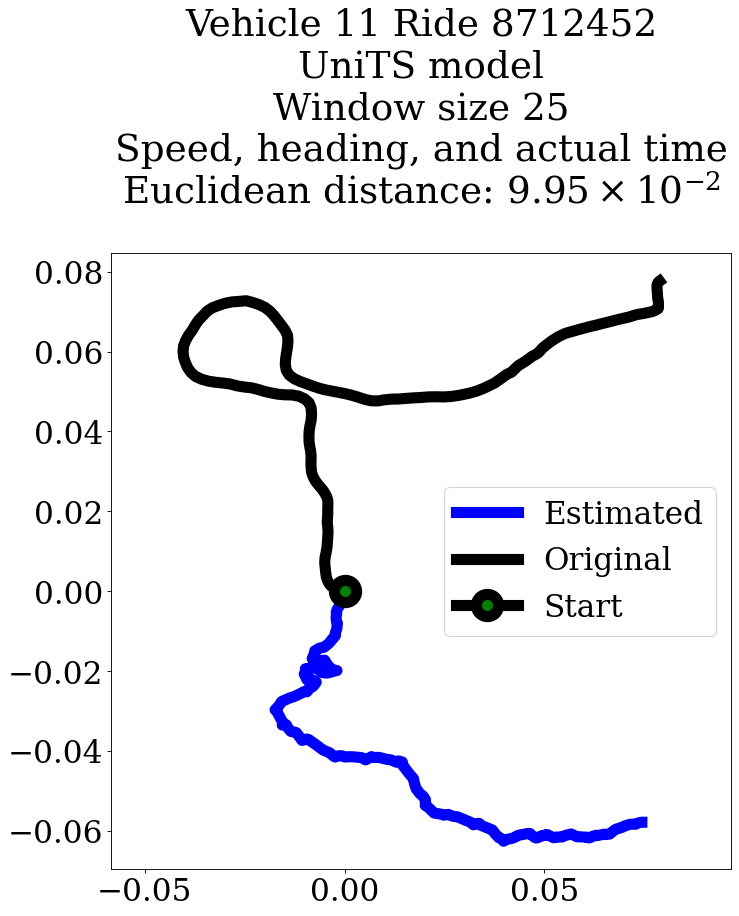 Vehicle 11 Ride 8712452
UniTS model
Window size 25
Speed, heading, and actual time
Euclidean distance: 9.95 × 10⁻²
0.08
0.06
0.04
0.02
0.00
−0.02
−0.04
−0.06
Estimated
Original
Start
−0.05 0.00 0.05